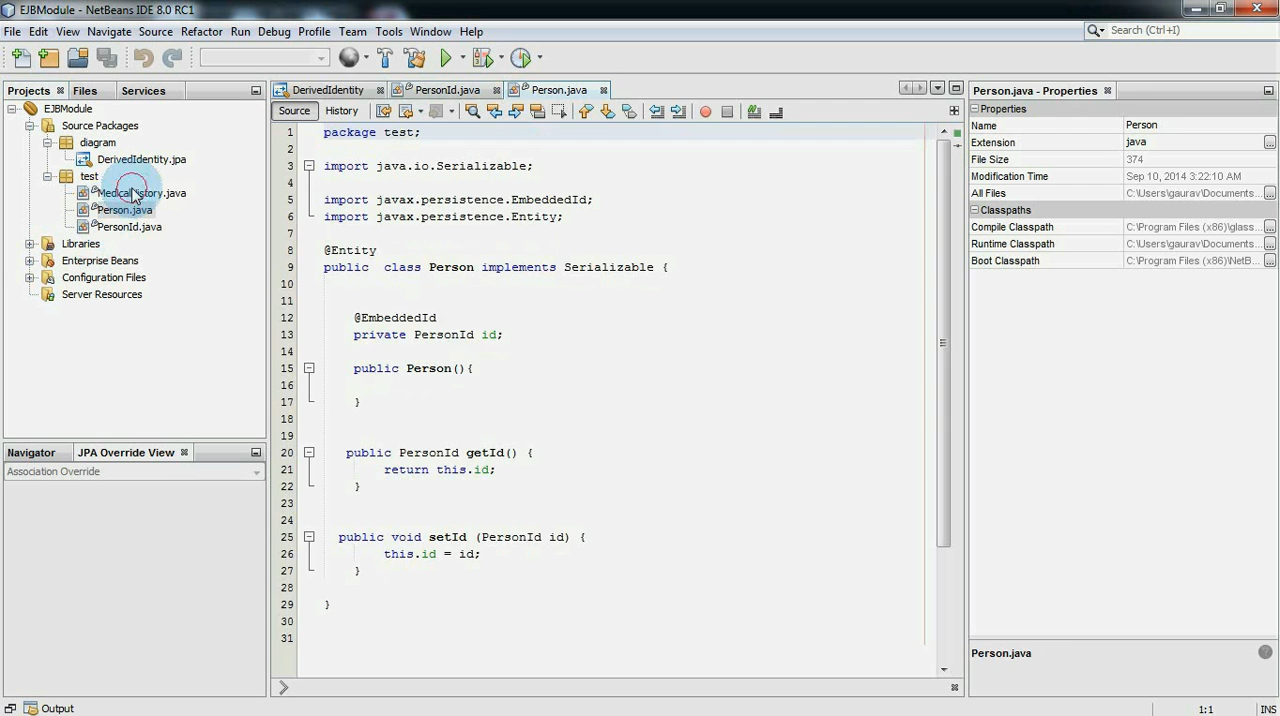 EJBModule - NetBeans IDE 8.0 RC1
File Edit View Navigate Source Refactor Run Debug Profile Team Tools Window Help
Search (Ctrl+I)
Projects Files Services
EJBModule
Source Packages
diagram
DerivedIdentity.jpa
test
MedicalHistory.java
Person.java
PersonId.java
Libraries
Enterprise Beans
Configuration Files
Server Resources
Navigator JPA Override View
Association Override
DerivedIdentity PersonId.java Person.java
Source History
1 package test;
2
3 import java.io.Serializable;
4
5 import javax.persistence.EmbeddedId;
6 import javax.persistence.Entity;
7
8 @Entity
9 public class Person implements Serializable {
10
11
12 @EmbeddedId
13 private PersonId id;
14
15 public Person(){
16
17 }
18
19
20 public PersonId getId() {
21 return this.id;
22 }
23
24
25 public void setId (PersonId id) {
26 this.id = id;
27 }
28
29 }
30
31
Person.java - Properties
Properties
Name Person
Extension java
File Size 374
Modification Time Sep 10, 2014 3:22:10 AM
All Files C:\Users\gaurav\Documents...
Classpaths
Compile Classpath C:\Program Files (x86)\glass...
Runtime Classpath C:\Users\gaurav\Documents...
Boot Classpath C:\Program Files (x86)\NetB...
Person.java
Output
1:1 INS